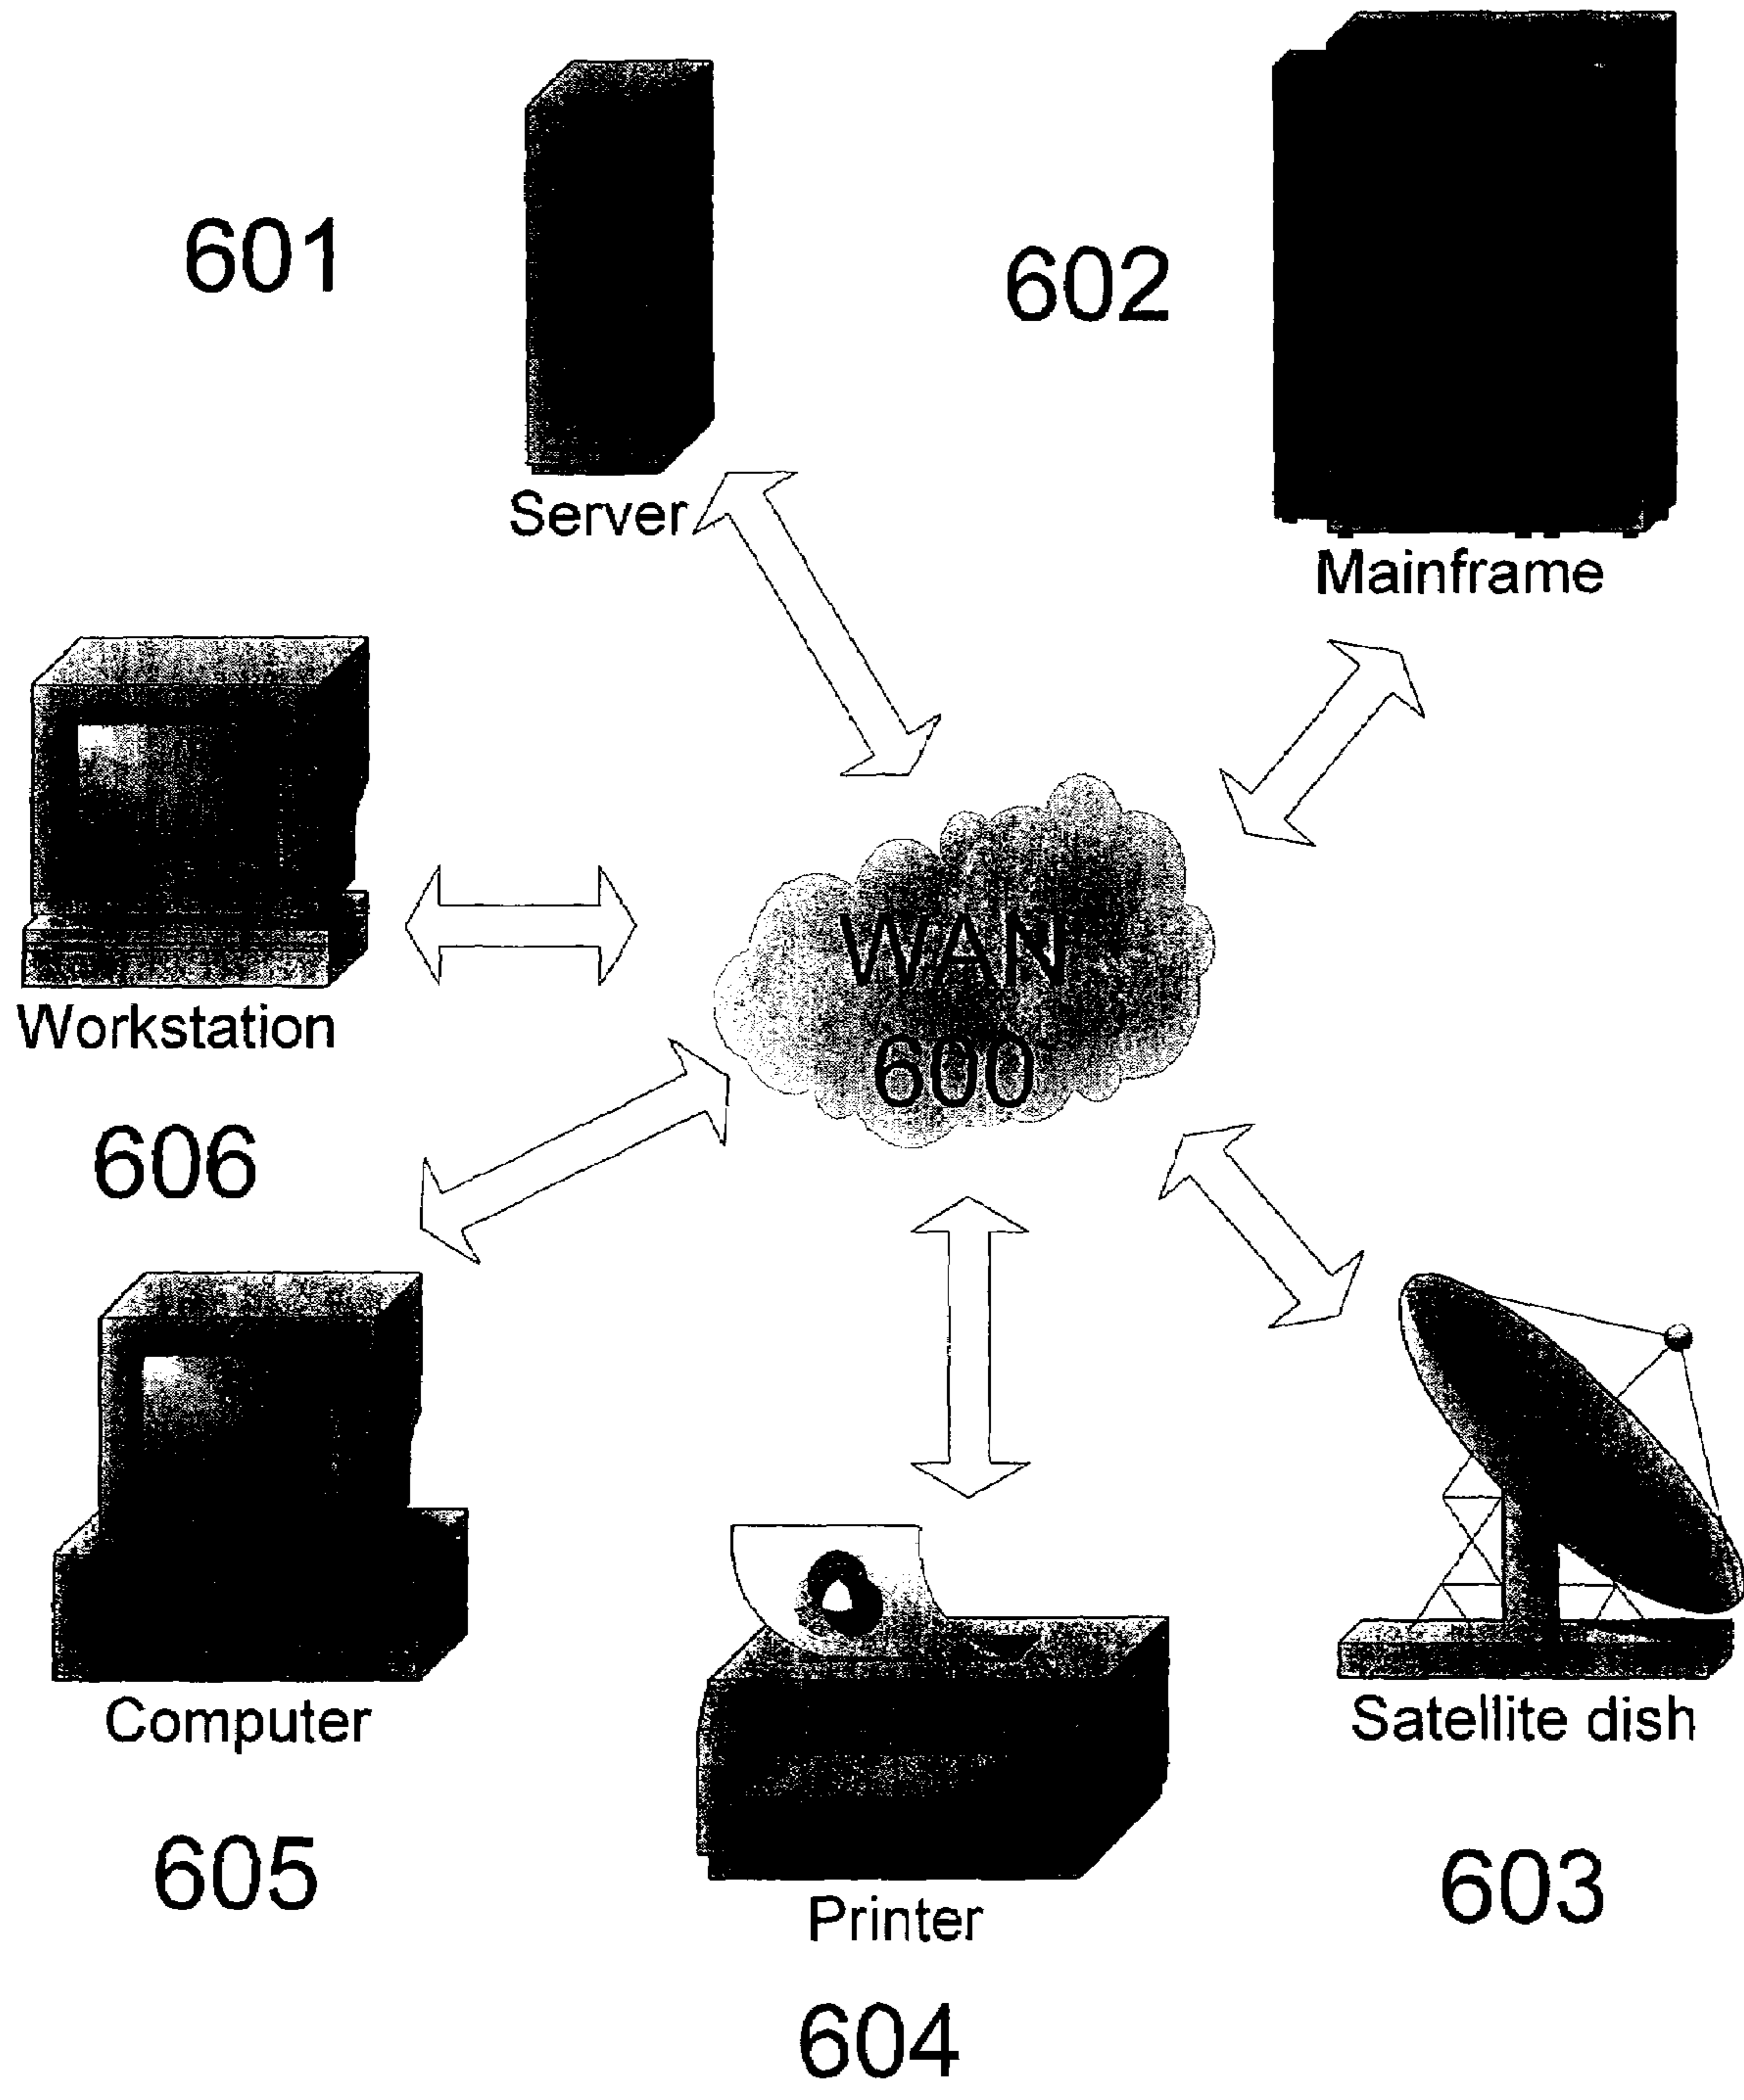 601
602
Server
Mainframe
WAN
600
Workstation
606
Computer
Satellite dish
605
603
Printer
604